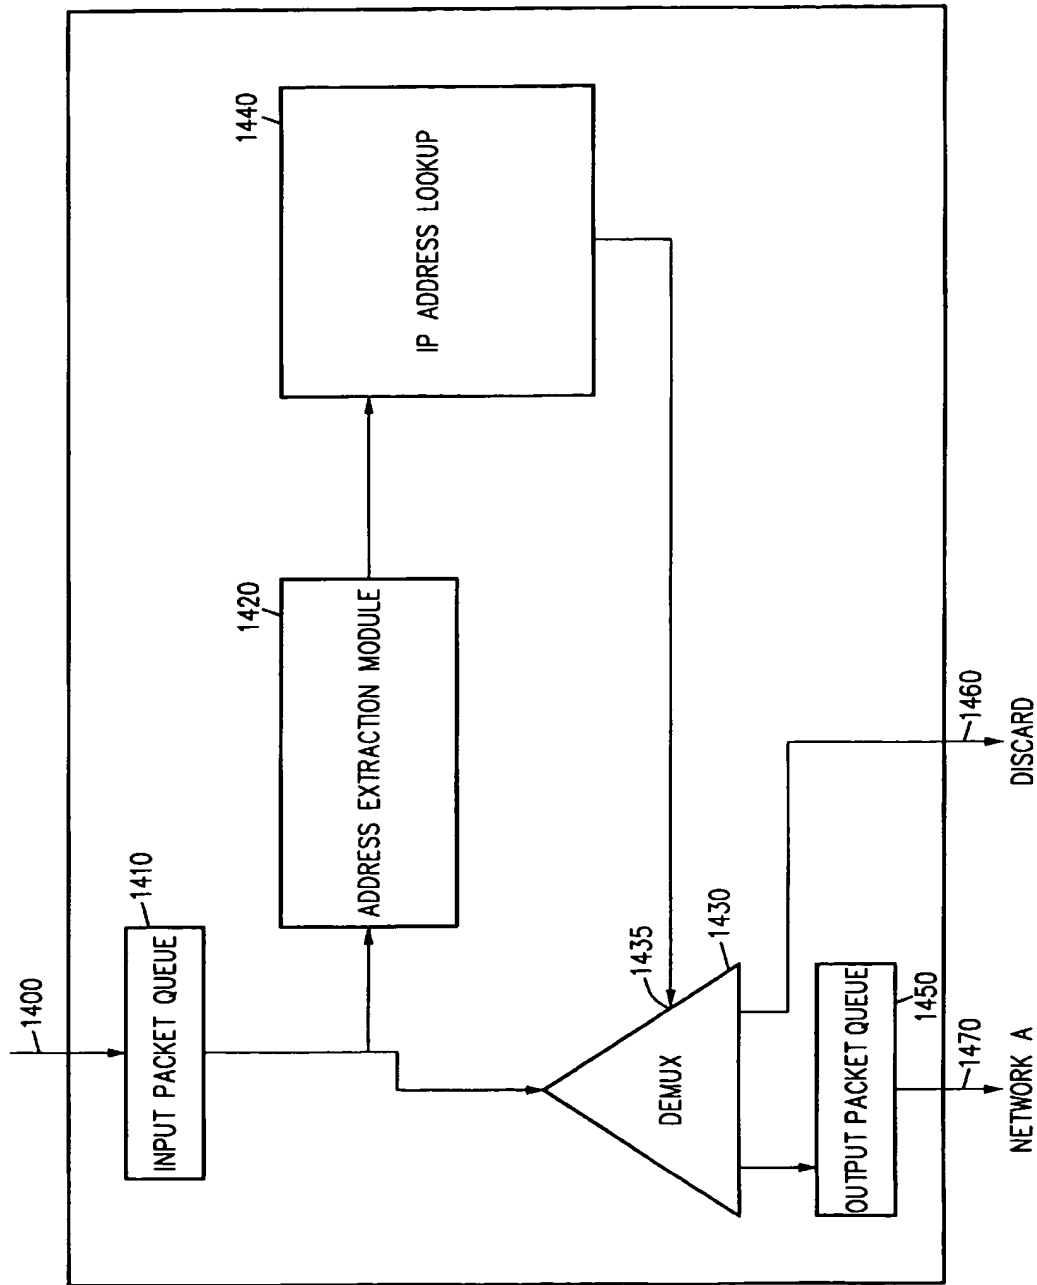 1400
INPUT PACKET QUEUE
1410
ADDRESS EXTRACTION MODULE
1420
IP ADDRESS LOOKUP
1440
DEMUX
1435
1430
OUTPUT PACKET QUEUE
1450
1470
NETWORK A
1460
DISCARD